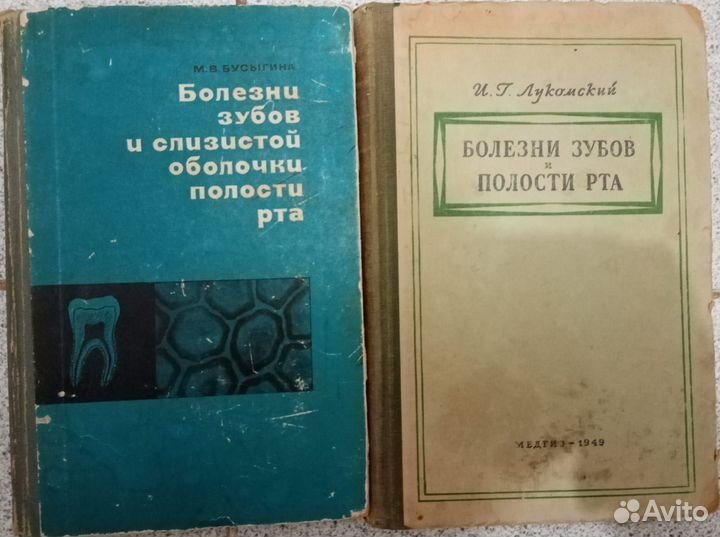 М.В. БУСЫГИНА
Болезни
зубов
и слизистой
оболочки
полости
рта
И. Г. Лукомский
БОЛЕЗНИ ЗУБОВ
И
ПОЛОСТИ РТА
МЕДГИЗ - 1949
Avito